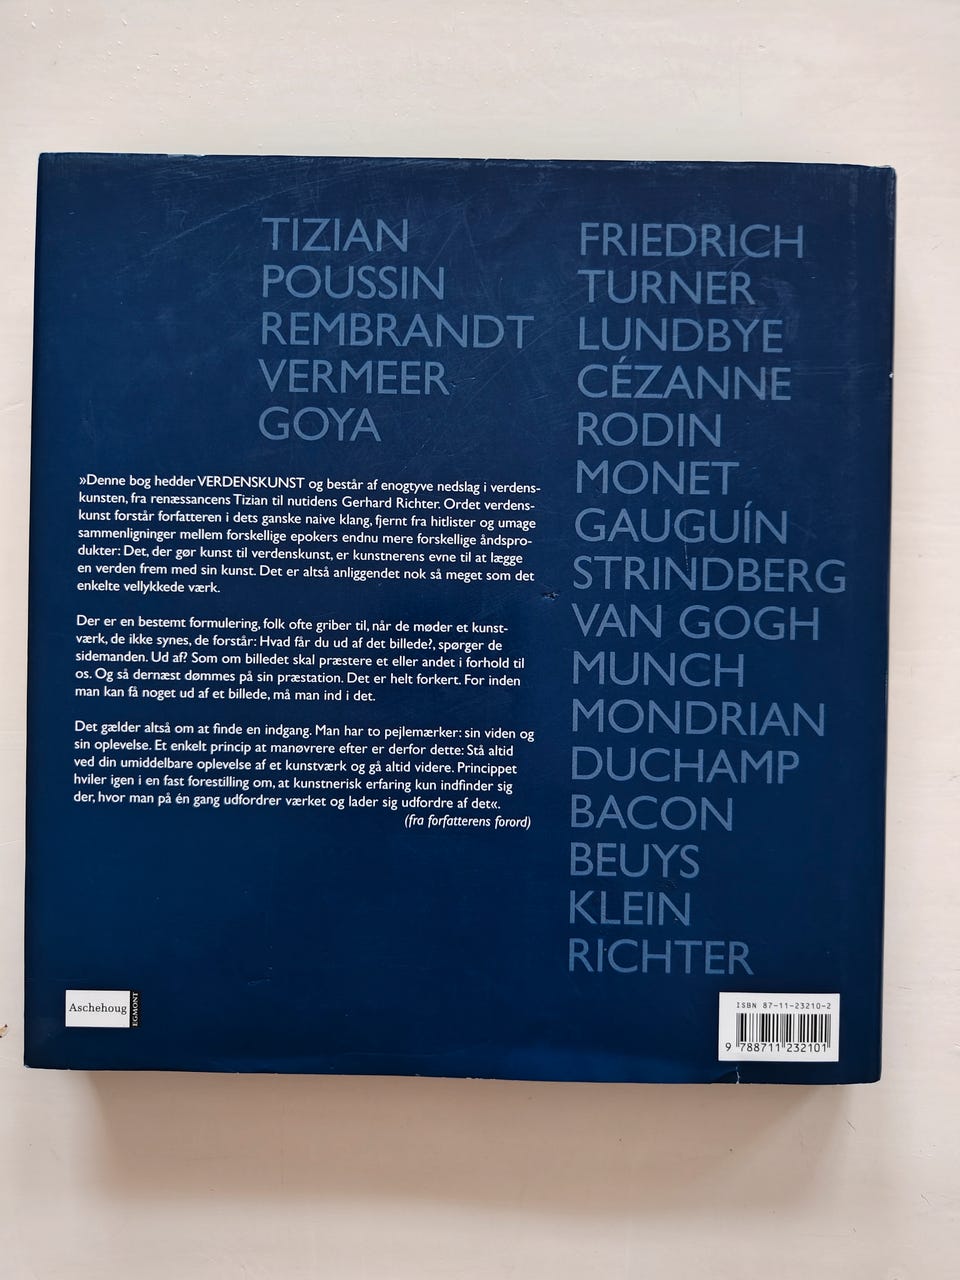 TIZIAN
POUSSIN
REMBRANDT
VERMEER
GOYA
»Denne bog hedder VERDENSKUNST og består af enogtyve nedslag i verdens-
kunsten, fra renæssancens Tizian til nutidens Gerhard Richter. Ordet verdens-
kunst forstår forfatteren i dets ganske naive klang, fjernt fra hitlister og umage
sammenligninger mellem forskellige epokers endnu mere forskellige åndspro-
dukter: Det, der gør kunst til verdenskunst, er kunstnerens evne til at lægge
en verden frem med sin kunst. Det er altså anliggendet nok så meget som det
enkelte vellykkede værk.
Der er en bestemt formulering, folk ofte griber til, når de møder et kunst-
værk, de ikke synes, de forstår: Hvad får du ud af det billede?, spørger de
sidemanden. Ud af? Som om billedet skal præstere et eller andet i forhold til
os. Og så dernæst dømmes på sin præstation. Det er helt forkert. For inden
man kan få noget ud af et billede, må man ind i det.
Det gælder altså om at finde en indgang. Man har to pejlemærker: sin viden og
sin oplevelse. Et enkelt princip at manøvrere efter er derfor dette: Stå altid
ved din umiddelbare oplevelse af et kunstværk og gå altid videre. Princippet
hviler igen i en fast forestilling om, at kunstnerisk erfaring kun indfinder sig
der, hvor man på én gang udfordrer værket og lader sig udfordre af det«.
(fra forfatterens forord)
FRIEDRICH
TURNER
LUNDBYE
CÉZANNE
RODIN
MONET
GAUGUÍN
STRINDBERG
VAN GOGH
MUNCH
MONDRIAN
DUCHAMP
BACON
BEUYS
KLEIN
RICHTER
Aschehoug
EGMONT
ISBN 87-11-23210-2
9 788711 232101